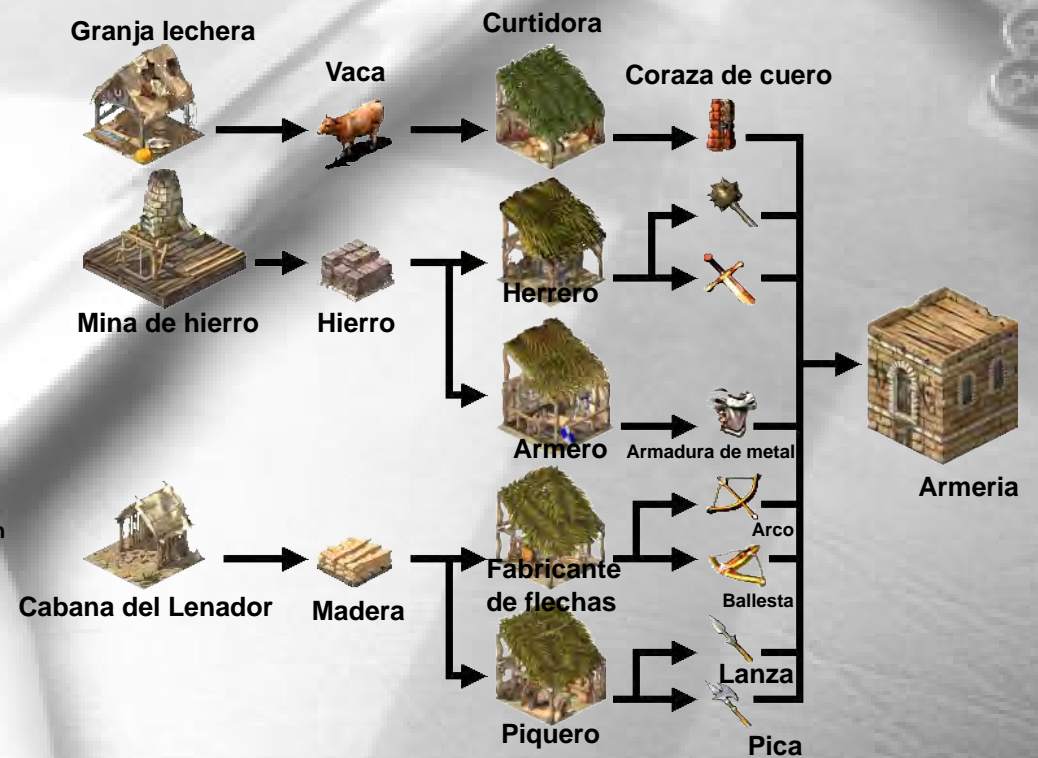 Granja lechera
Vaca
Curtidora
Coraza de cuero
Mina de hierro
Hierro
Herrero
Armero
Armadura de metal
Armeria
Cabana del Lenador
Madera
Fabricante
de flechas
Arco
Ballesta
Piquero
Lanza
Pica